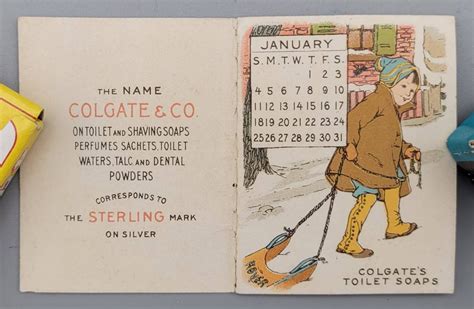 THE NAME
COLGATE & CO.
ON TOILET AND SHAVING SOAPS
PERFUMES SACHETS, TOILET
WATERS, TALC AND DENTAL
POWDERS
CORRESPONDS TO
THE STERLING MARK
ON SILVER
JANUARY
S. M. T. W. T. F. S.
1 2 3
4 5 6 7 8 9 10
11 12 13 14 15 16 17
18 19 20 21 22 23 24
25 26 27 28 29 30 31
COLGATE'S
TOILET SOAPS